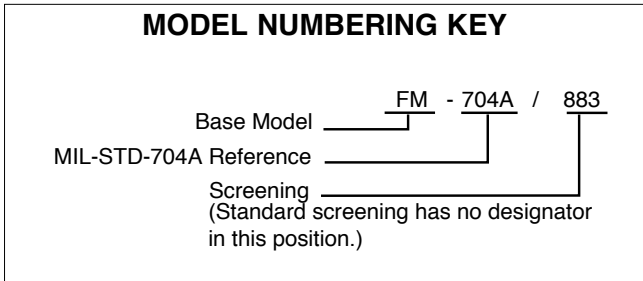 MODEL NUMBERING KEY
FM - 704A / 883
Base Model
MIL-STD-704A Reference
Screening
(Standard screening has no designator
in this position.)